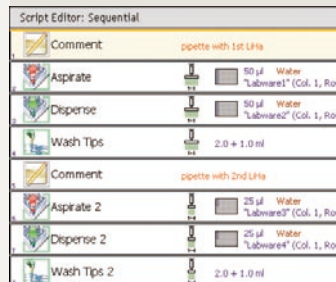 Script Editor: Sequential
1 Comment pipette with 1st LiHa
2 Aspirate 50 µl Water
"Labware1" (Col. 1, Ro
3 Dispense 50 µl Water
"Labware2" (Col. 1, Ro
4 Wash Tips 2.0 + 1.0 ml
5 Comment pipette with 2nd LiHa
6 Aspirate 2 25 µl Water
"Labware3" (Col. 1, Ro
7 Dispense 2 25 µl Water
"Labware4" (Col. 1, Ro
Wash Tips 2 2.0 + 1.0 ml